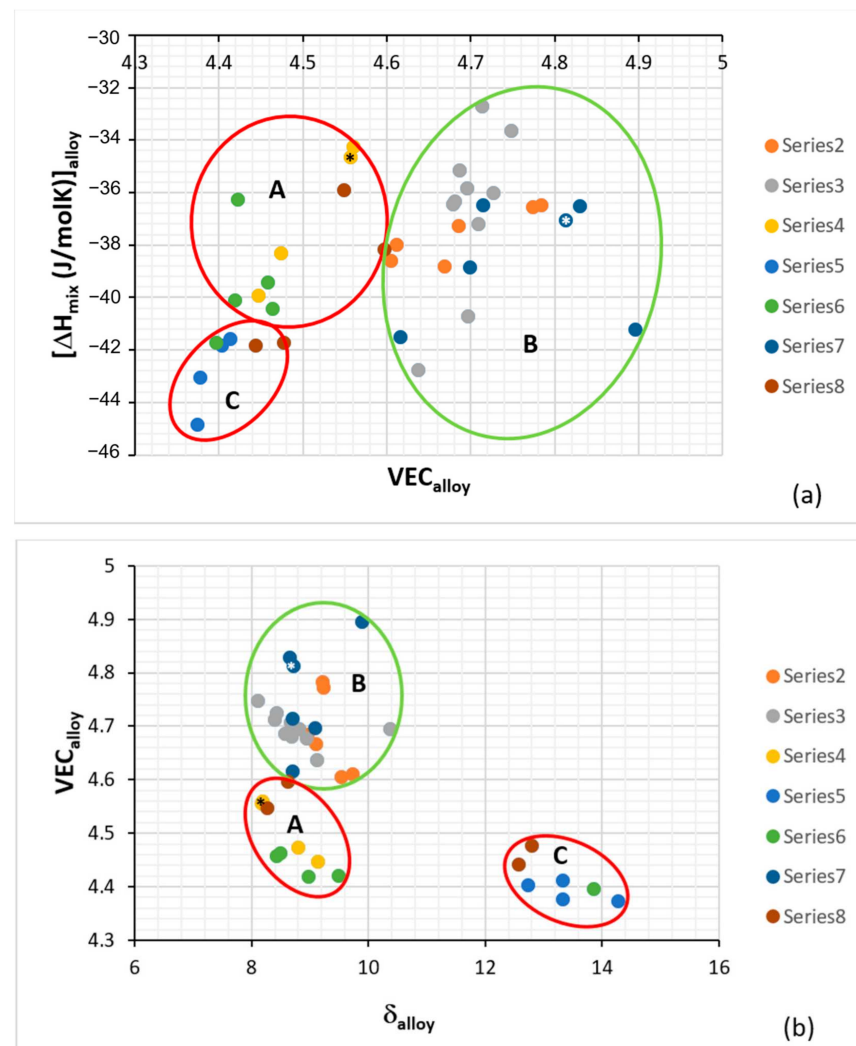 −30
4.3 4.4 4.5 4.6 4.7 4.8 4.9 5
−32
−34
−36
−38
−40
−42
−44
−46
[ΔHmix (J/molK)]alloy
A
B
C
*
*
VECalloy
Series2
Series3
Series4
Series5
Series6
Series7
Series8
(a)
5
4.9
4.8
4.7
4.6
4.5
4.4
4.3
VECalloy
B
A
C
*
*
6 8 10 12 14 16
δalloy
Series2
Series3
Series4
Series5
Series6
Series7
Series8
(b)